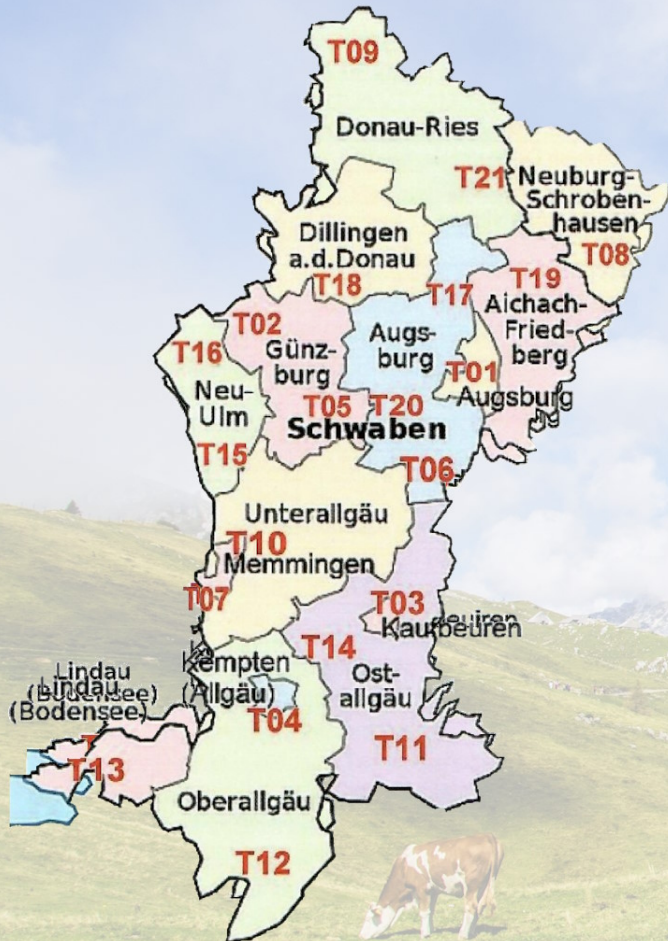 T09
Donau-Ries
T21
Neuburg-
Schroben-
hausen
T08
Dillingen
a.d.Donau
T18
T17
T19
Aichach-
Fried-
berg
T02
Günz-
burg
T05
Augs-
burg
T20
T01
Augsburg
T16
Neu-
Ulm
T15
Schwaben
T06
Unterallgäu
T10
Memmingen
T07
T03
Kaufbeuren
T14
Ost-
allgäu
T11
Kempten
(Allgäu)
T04
Lindau
(Bodensee)
Lindau
(Bodensee)
T13
Oberallgäu
T12